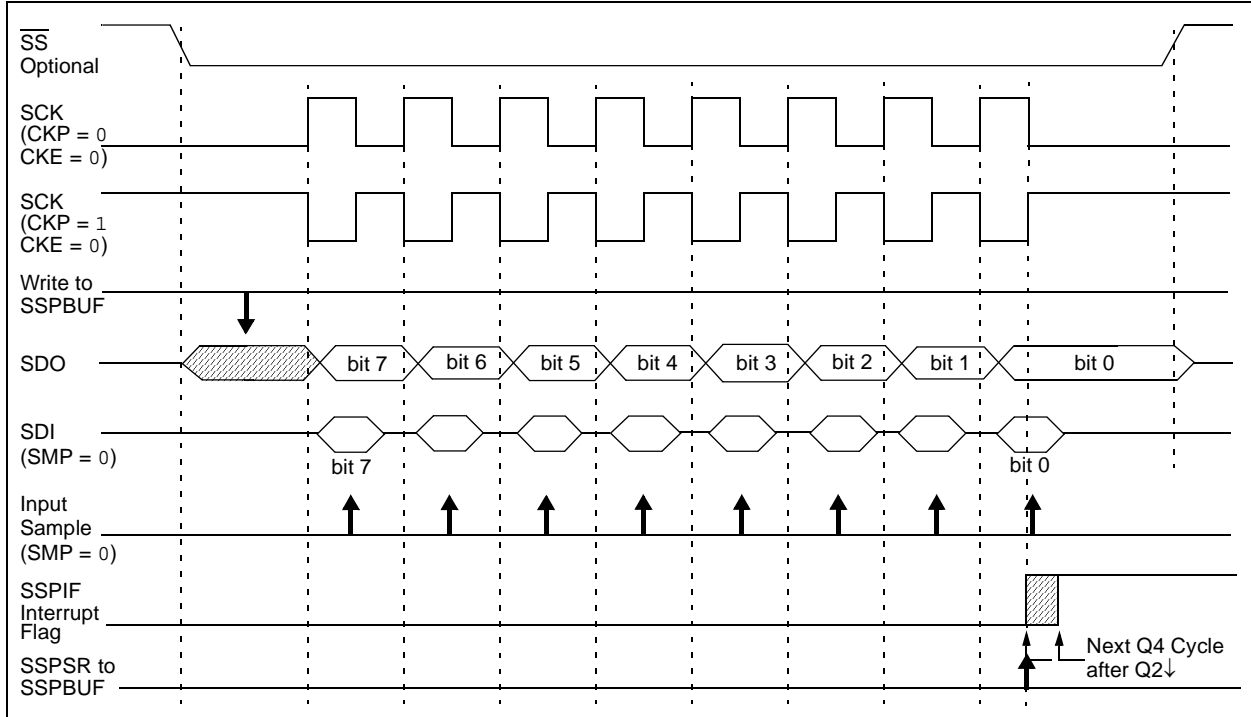 SS
Optional
SCK
(CKP = 0
CKE = 0)
SCK
(CKP = 1
CKE = 0)
Write to
SSPBUF
SDO
bit 7
bit 6
bit 5
bit 4
bit 3
bit 2
bit 1
bit 0
SDI
(SMP = 0)
bit 7
bit 0
Input
Sample
(SMP = 0)
SSPIF
Interrupt
Flag
Next Q4 Cycle
after Q2↓
SSPSR to
SSPBUF